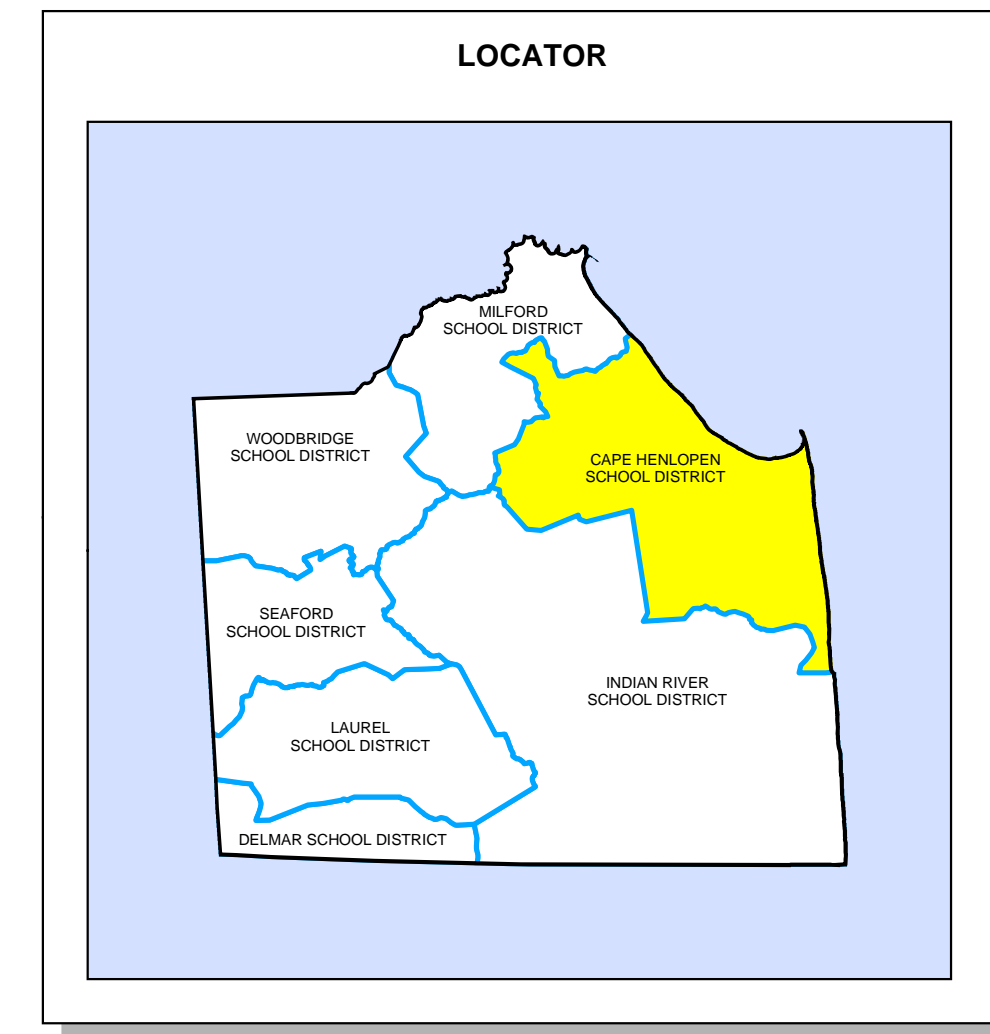 LOCATOR
MILFORD
SCHOOL DISTRICT
WOODBRIDGE
SCHOOL DISTRICT
CAPE HENLOPEN
SCHOOL DISTRICT
SEAFORD
SCHOOL DISTRICT
INDIAN RIVER
SCHOOL DISTRICT
LAUREL
SCHOOL DISTRICT
DELMAR SCHOOL DISTRICT